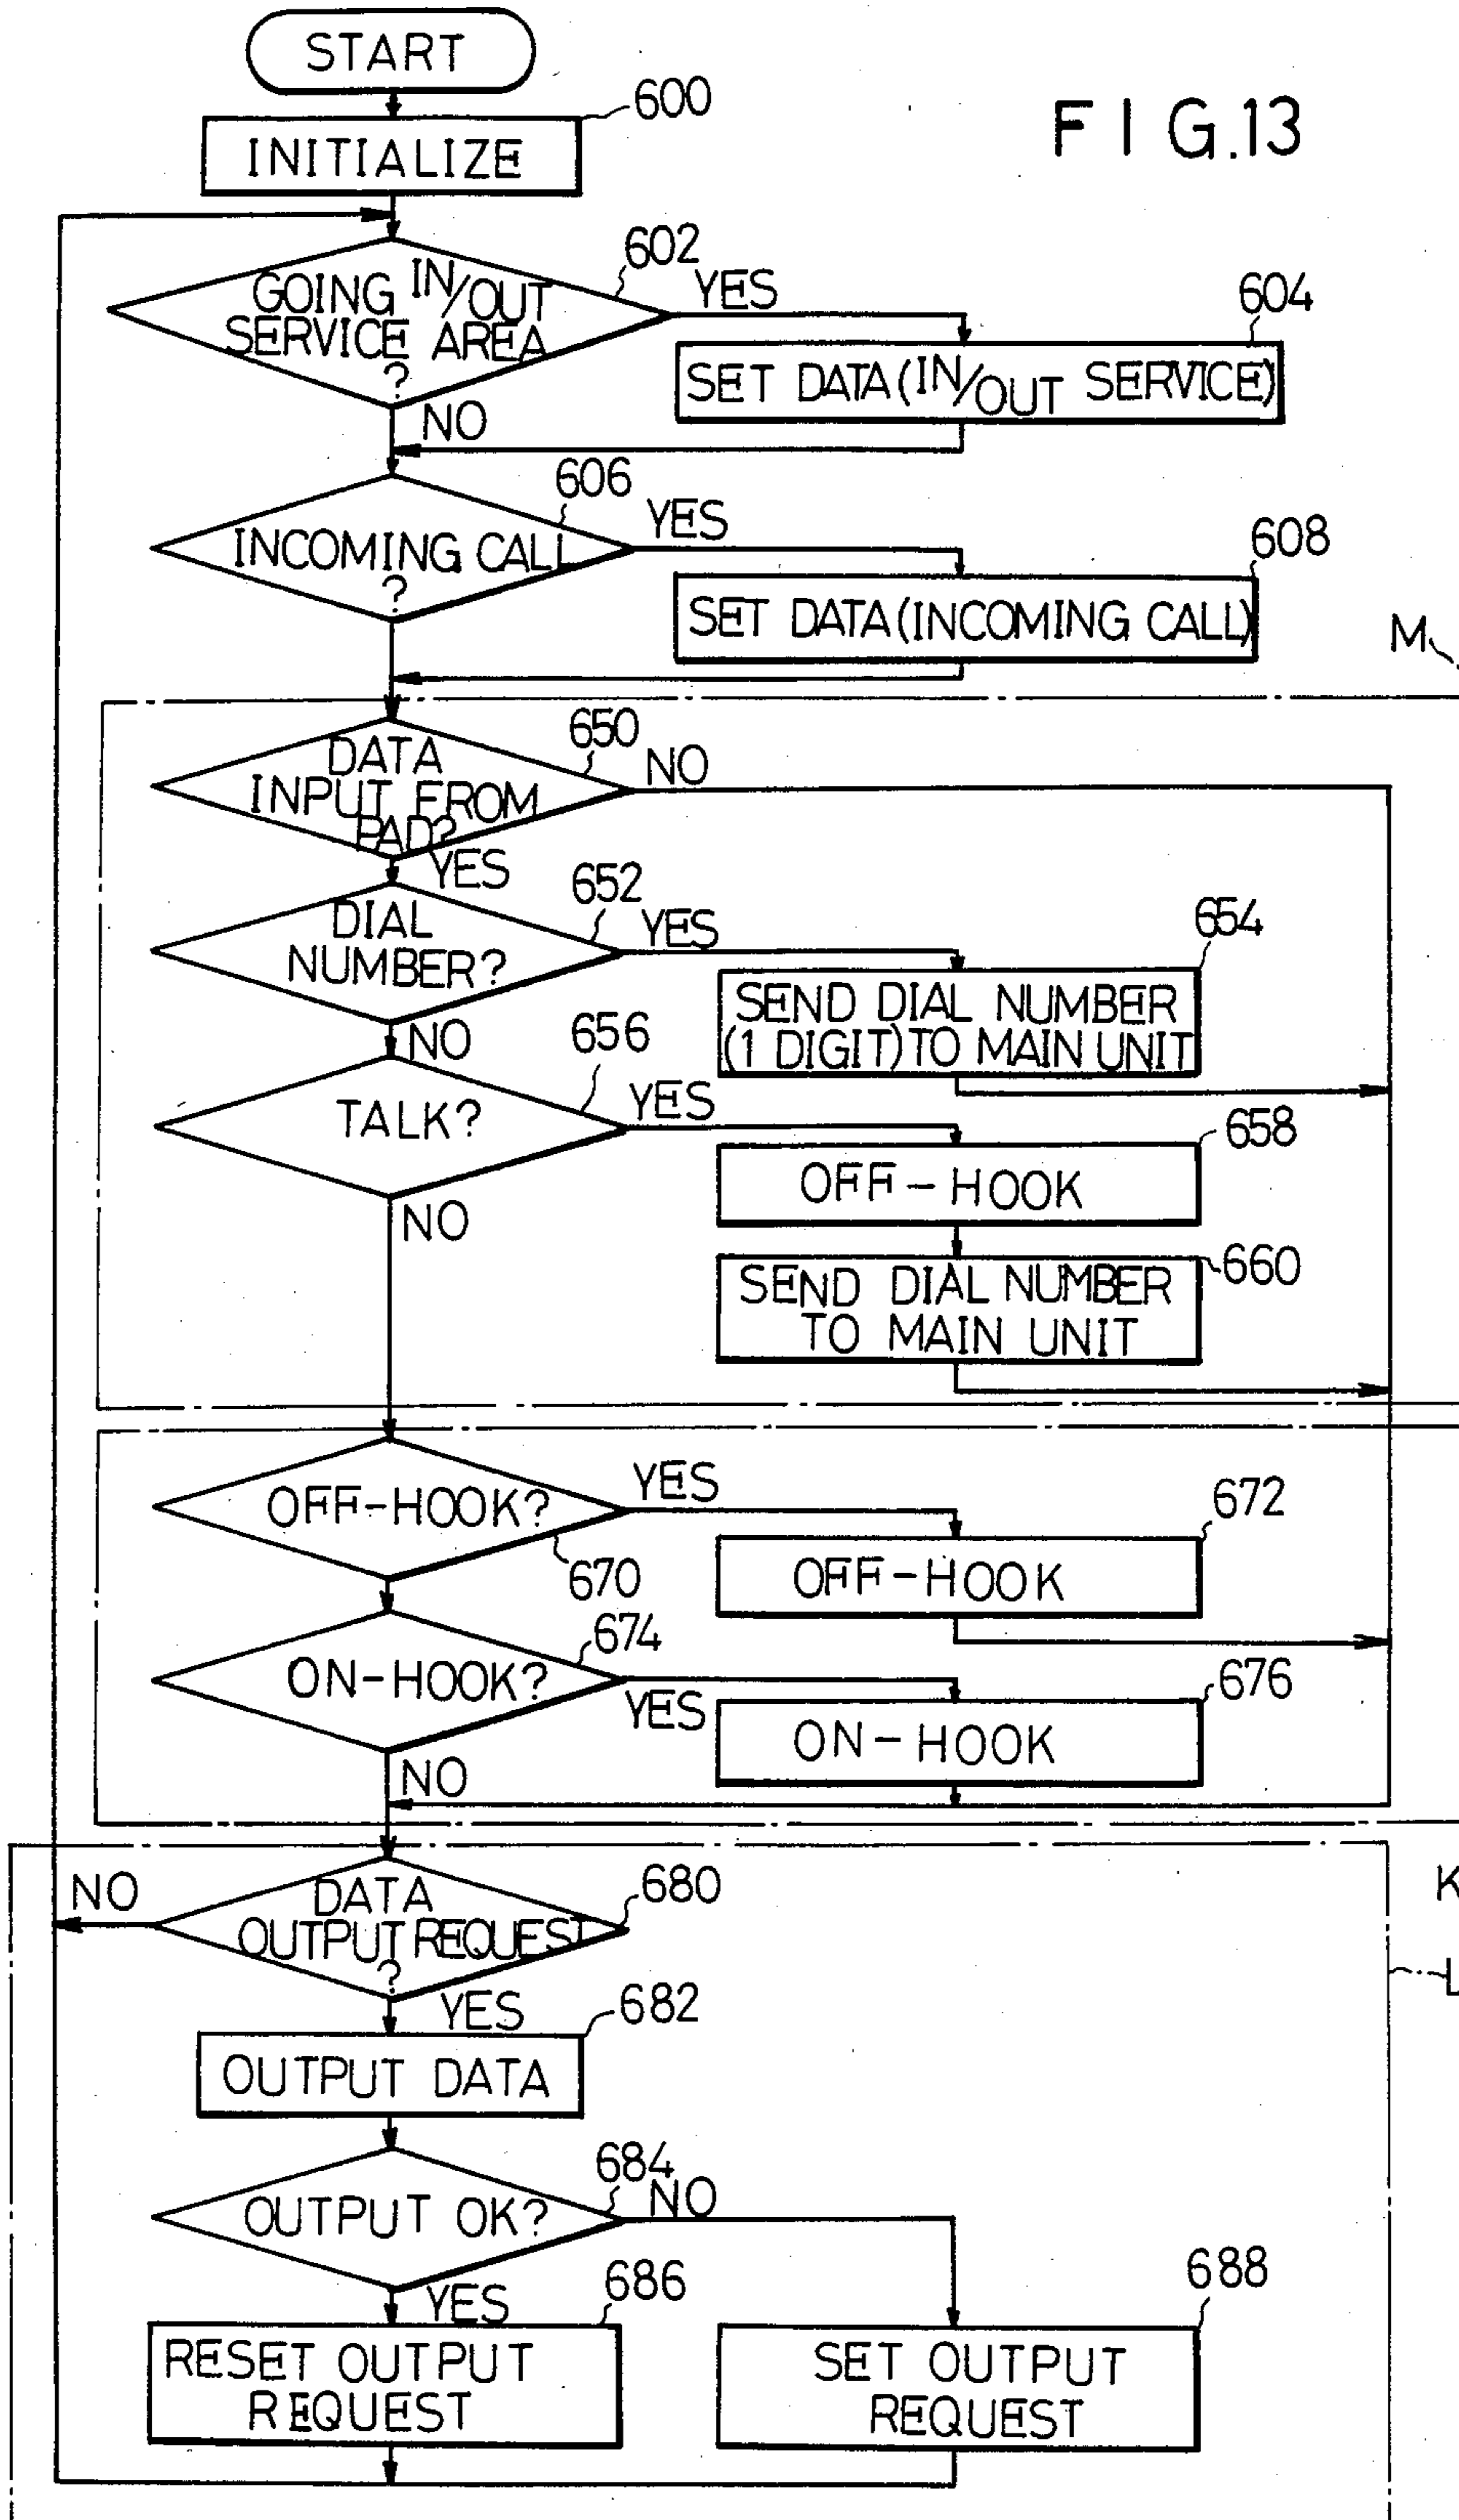 START
600
FIG.13
INITIALIZE
602
GOING IN/OUT
SERVICE AREA
?
YES
604
SET DATA(IN/OUT SERVICE)
NO
606
INCOMING CALL
?
YES
608
SET DATA(INCOMING CALL)
M
650
DATA
INPUT FROM
PAD?
NO
YES
652
DIAL
NUMBER?
YES
654
SEND DIAL NUMBER
(1 DIGIT)TO MAIN UNIT
NO
656
TALK?
YES
658
OFF-HOOK
NO
660
SEND DIAL NUMBER
TO MAIN UNIT
OFF-HOOK?
YES
670
672
OFF-HOOK
674
ON-HOOK?
YES
676
ON-HOOK
NO
K
680
NO
DATA
OUTPUT REQUEST
?
L
YES
682
OUTPUT DATA
684
OUTPUT OK?
NO
YES
686
688
RESET OUTPUT
REQUEST
SET OUTPUT
REQUEST